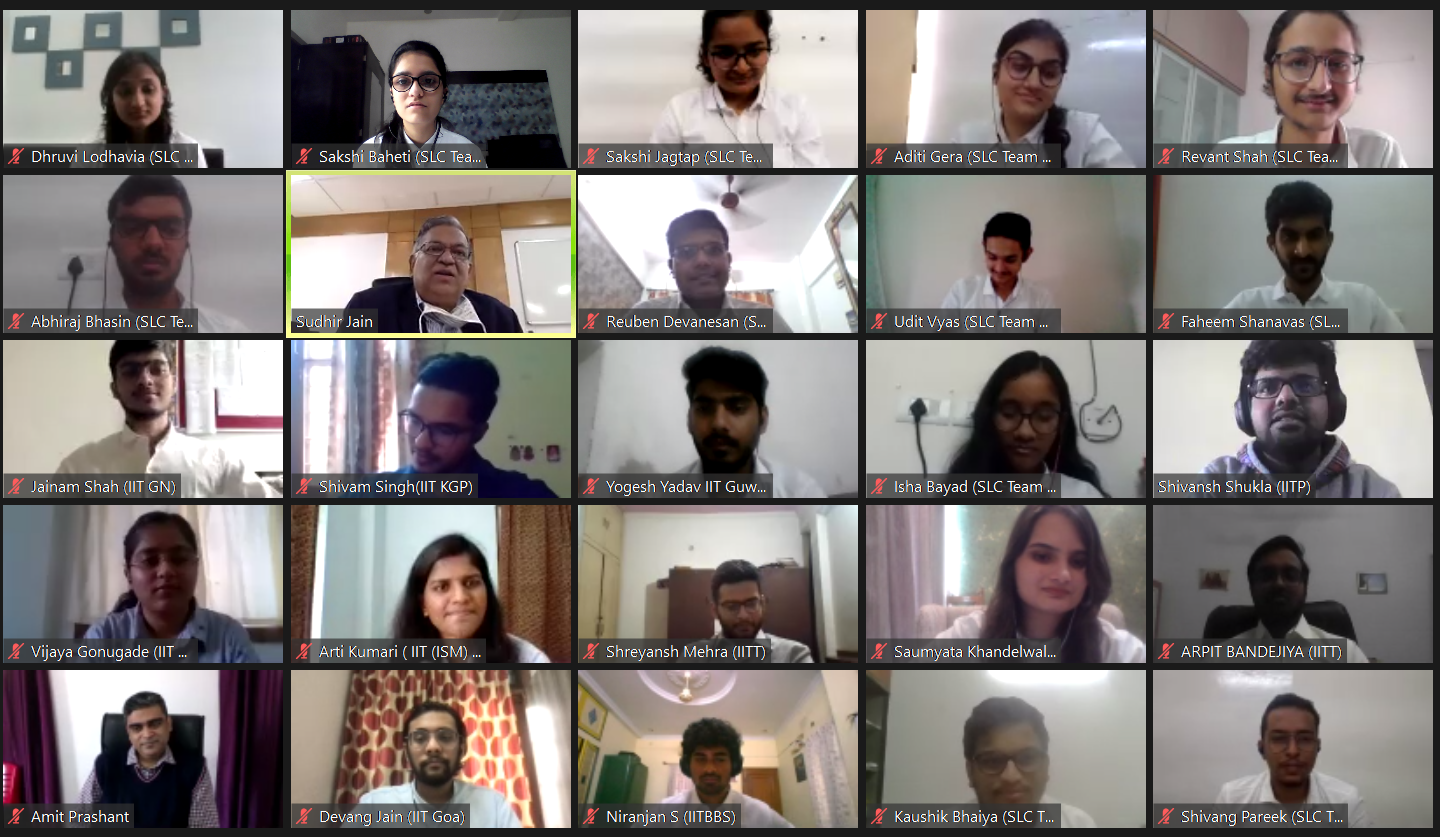 Dhruvi Lodhavia (SLC ...
Sakshi Baheti (SLC Tea...
Sakshi Jagtap (SLC Te...
Aditi Gera (SLC Team ...
Revant Shah (SLC Tea...
Abhiraj Bhasin (SLC Te...
Sudhir Jain
Reuben Devanesan (S...
Udit Vyas (SLC Team ...
Faheem Shanavas (SL...
Jainam Shah (IIT GN)
Shivam Singh(IIT KGP)
Yogesh Yadav IIT Guw...
Isha Bayad (SLC Team ...
Shivansh Shukla (IITP)
Vijaya Gonugade (IIT ...
Arti Kumari ( IIT (ISM) ...
Shreyansh Mehra (IITT)
Saumyata Khandelwal...
ARPIT BANDEJIYA (IITT)
Amit Prashant
Devang Jain (IIT Goa)
Niranjan S (IITBBS)
Kaushik Bhaiya (SLC T...
Shivang Pareek (SLC T...